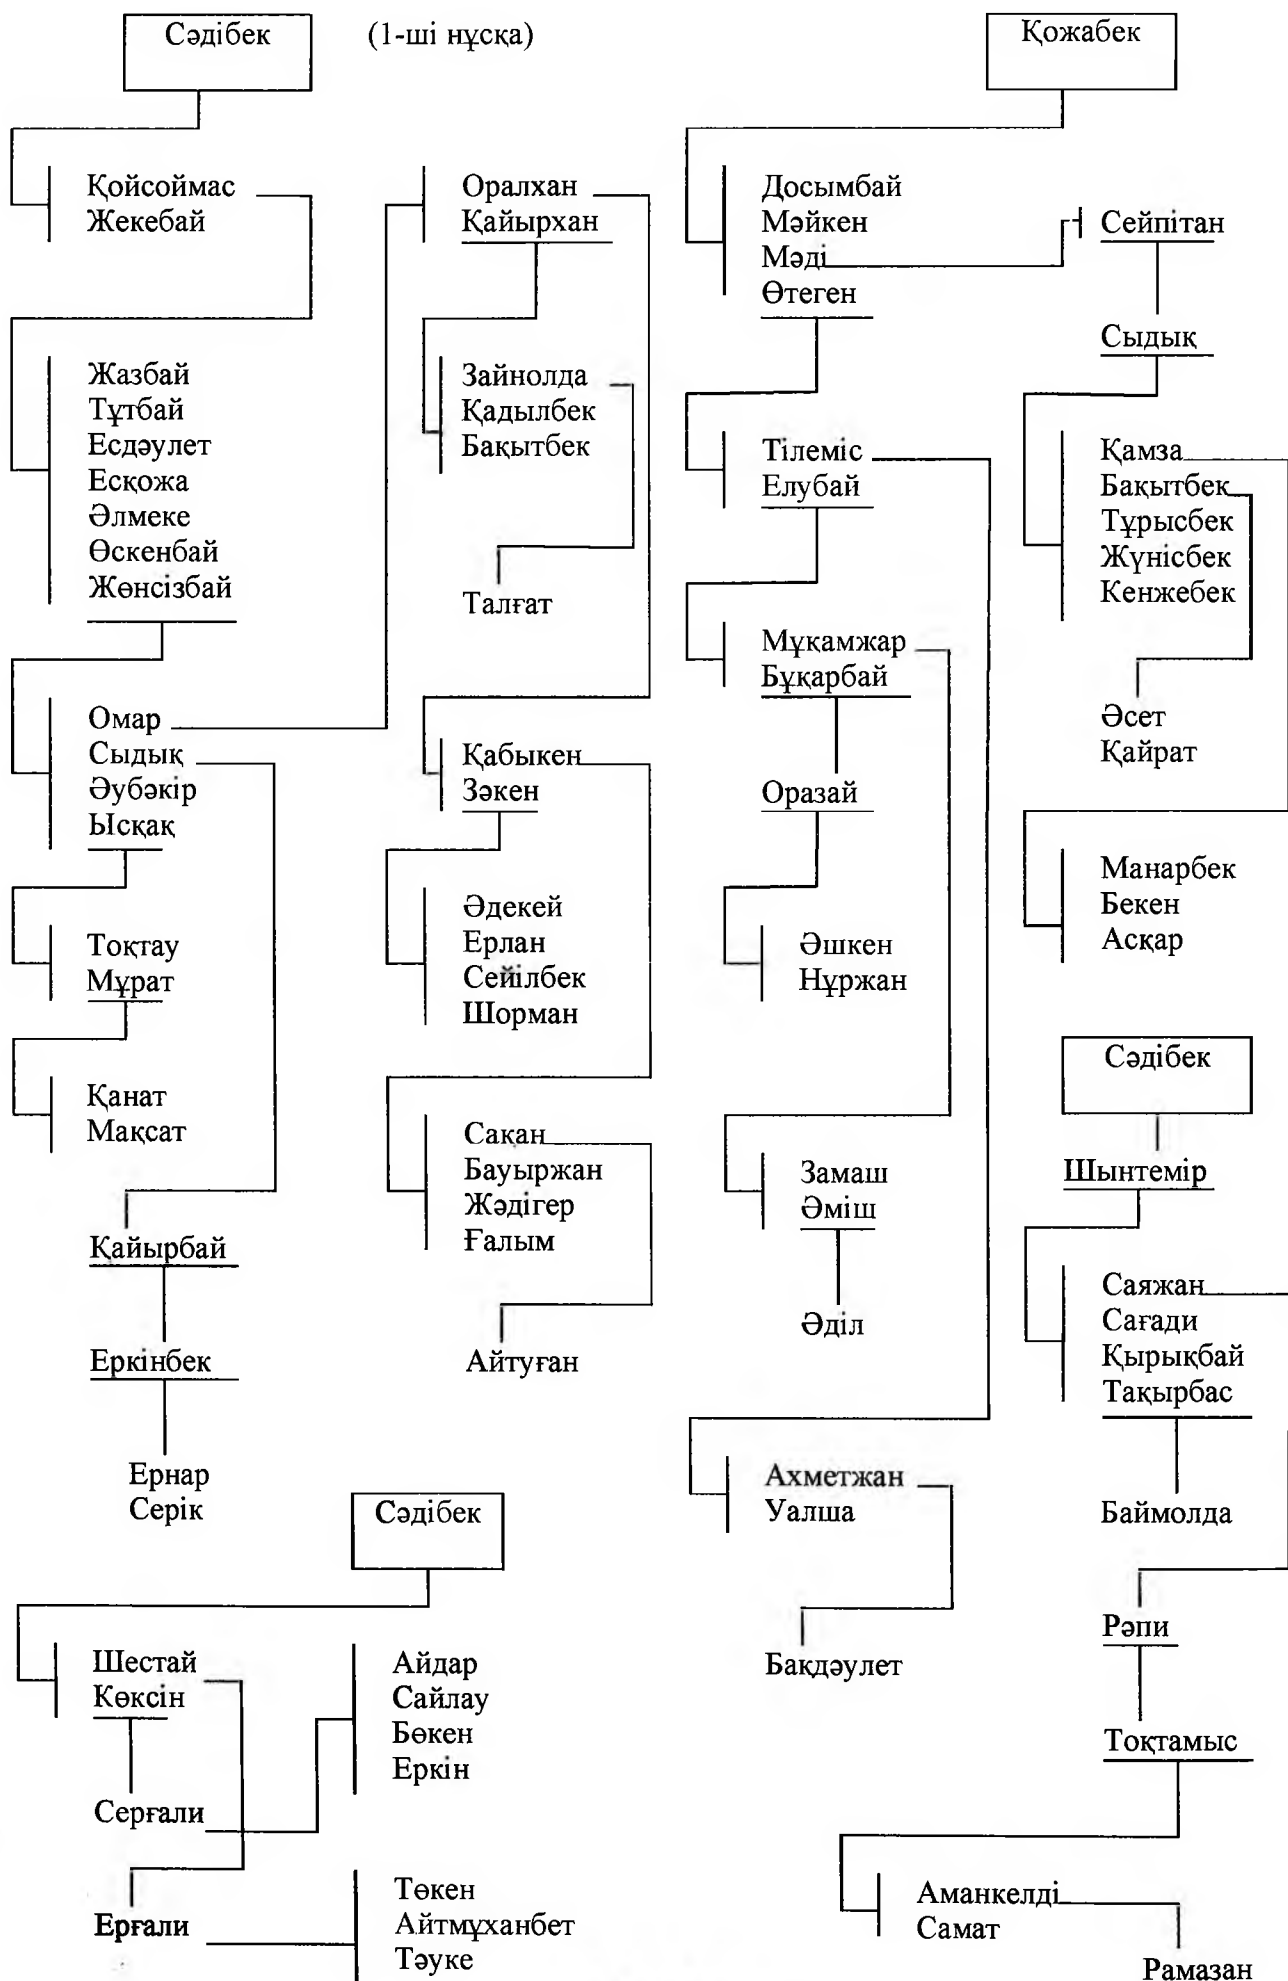 Сәдібек
(1-ші нұсқа)
Қойсоймас
Жекебай
Жазбай
Тұтбай
Есдәулет
Есқожа
Әлмеке
Өскенбай
Жөнсізбай
Омар
Сыдық
Әубәкір
Ысқақ
Тоқтау
Мұрат
Қанат
Мақсат
Қайырбай
Еркінбек
Ернар
Серік
Оралхан
Қайырхан
Зайнолда
Қадылбек
Бақытбек
Талғат
Қабыкен
Зәкен
Әдекей
Ерлан
Сейілбек
Шорман
Сақан
Бауыржан
Жәдігер
Ғалым
Айтуған
Қожабек
Досымбай
Мәйкен
Мәді
Өтеген
Тілеміс
Елубай
Мұқамжар
Бұқарбай
Оразай
Әшкен
Нұржан
Замаш
Әміш
Әділ
Ахметжан
Уалша
Бақдәулет
Сейпітан
Сыдық
Қамза
Бақытбек
Тұрысбек
Жүнісбек
Кенжебек
Әсет
Қайрат
Манарбек
Бекен
Асқар
Сәдібек
Шынтемір
Саяжан
Сағади
Қырықбай
Тақырбас
Баймолда
Рәпи
Тоқтамыс
Аманкелді
Самат
Рамазан
Сәдібек
Шестай
Көксін
Серғали
Ерғали
Айдар
Сайлау
Бөкен
Еркін
Төкен
Айтмұханбет
Тәуке